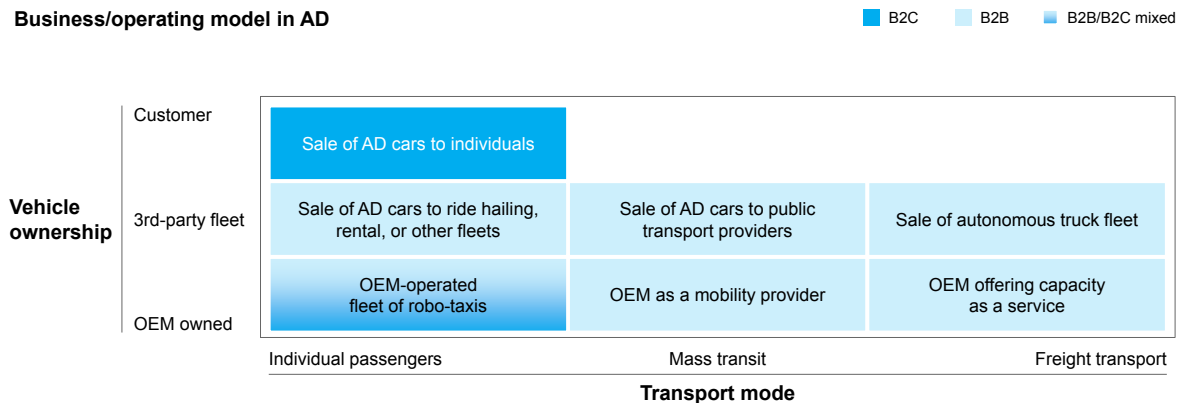 Business/operating model in AD
B2C
B2B
B2B/B2C mixed
Vehicle
ownership
Customer
3rd-party fleet
OEM owned
Sale of AD cars to individuals
Sale of AD cars to ride hailing,
rental, or other fleets
Sale of AD cars to public
transport providers
Sale of autonomous truck fleet
OEM-operated
fleet of robo-taxis
OEM as a mobility provider
OEM offering capacity
as a service
Individual passengers
Mass transit
Freight transport
Transport mode